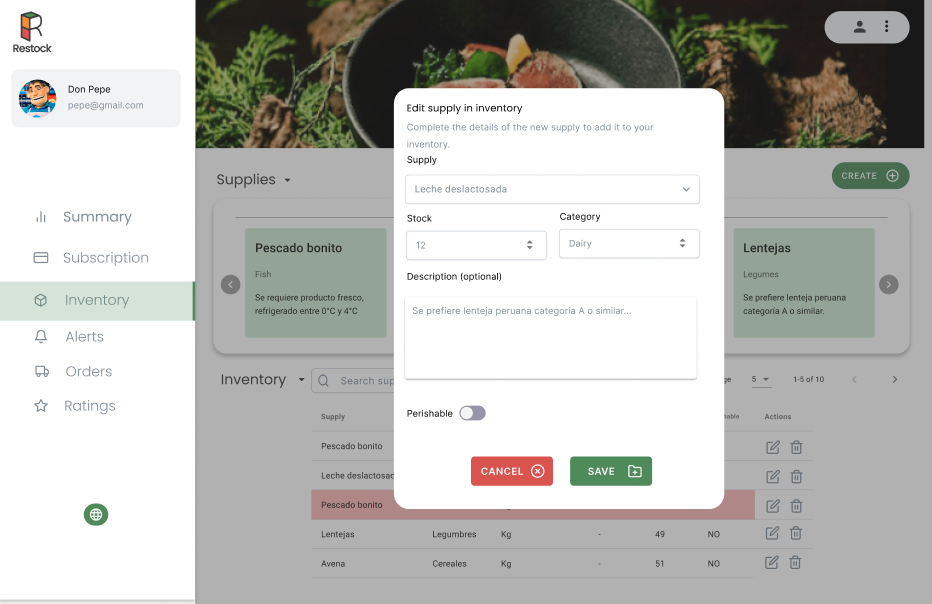 Restock
Don Pepe
pepe@gmail.com
Summary
Subscription
Inventory
Alerts
Orders
Ratings
Supplies
CREATE
Pescado bonito
Fish
Se requiere producto fresco,
refrigerado entre 0°C y 4°C
Lentejas
Legumes
Se prefiere lenteja peruana
categoría A o similar.
Edit supply in inventory
Complete the details of the new supply to add it to your
inventory.
Supply
Leche deslactosada
Stock
Category
12
Dairy
Description (optional)
Se prefiere lenteja peruana categoría A o similar...
Perishable
CANCEL
SAVE
Inventory
Search sup
5
1-5 of 10
Supply
Actions
Pescado bonito
Leche deslactosac
Pescado bonito
Lentejas Legumbres Kg - 49 NO
Avena Cereales Kg - 51 NO